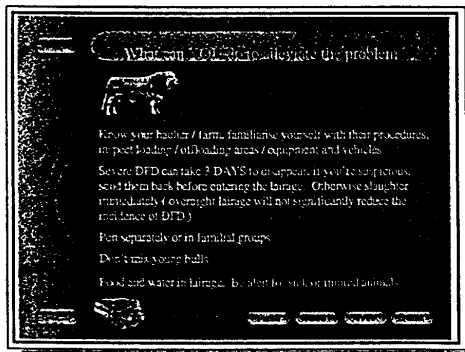 What can YOU do to alleviate the problem
Know your haulier / farm, familiarise yourself with their procedures,
inspect loading / offloading areas / equipment and vehicles
Severe DFD can take 3 DAYS to disappear, if you're suspicious,
send them back before entering the lairage. Otherwise slaughter
immediately ( overnight lairage will not significantly reduce the
incidence of DFD )
Pen separately or in familial groups
Don't mix young bulls
Food and water in lairage. Be alert for sick or injured animals